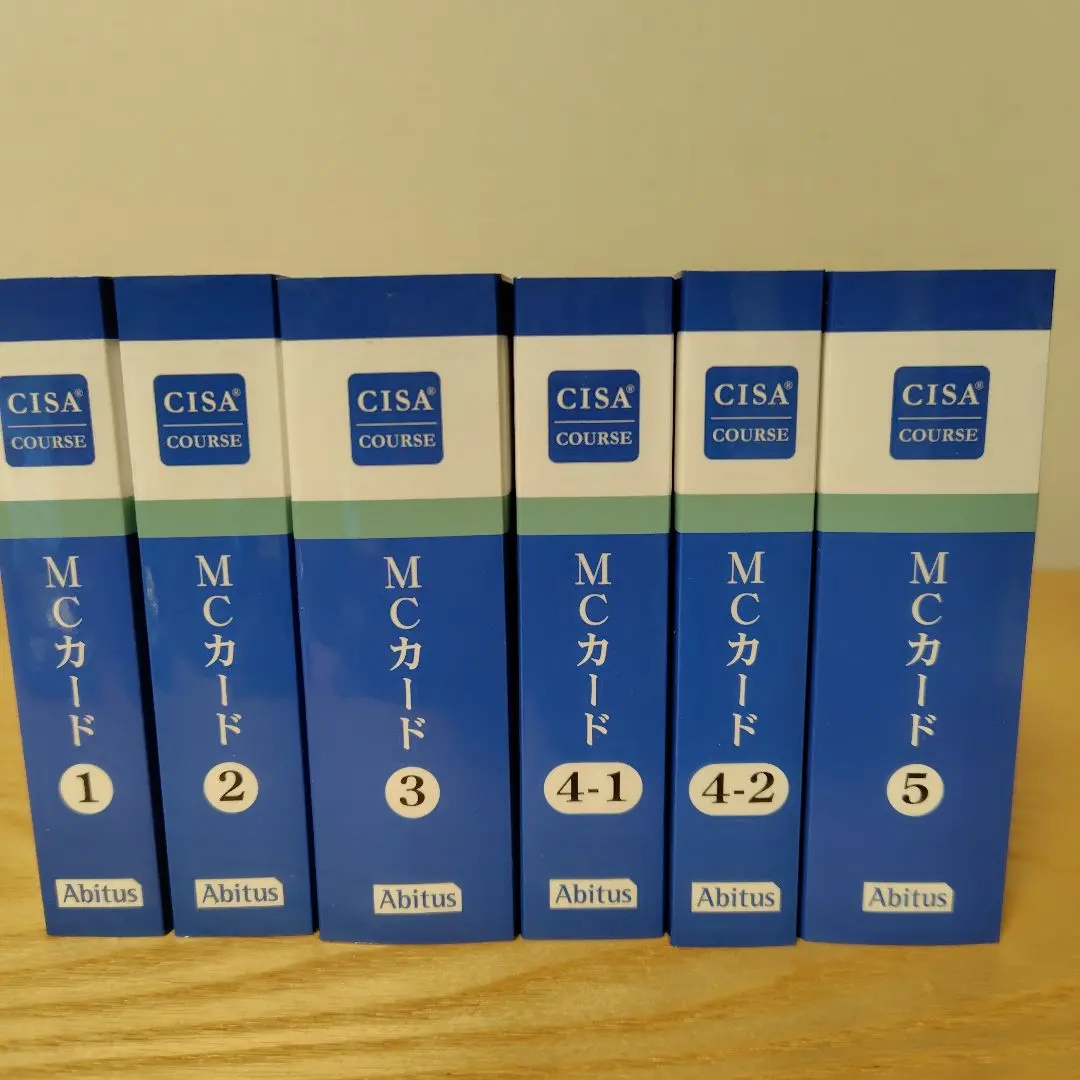 CISA®
COURSE
MCカード
1
Abitus
CISA®
COURSE
MCカード
2
Abitus
CISA®
COURSE
MCカード
3
Abitus
CISA®
COURSE
MCカード
4-1
Abitus
CISA®
COURSE
MCカード
4-2
Abitus
CISA®
COURSE
MCカード
5
Abitus